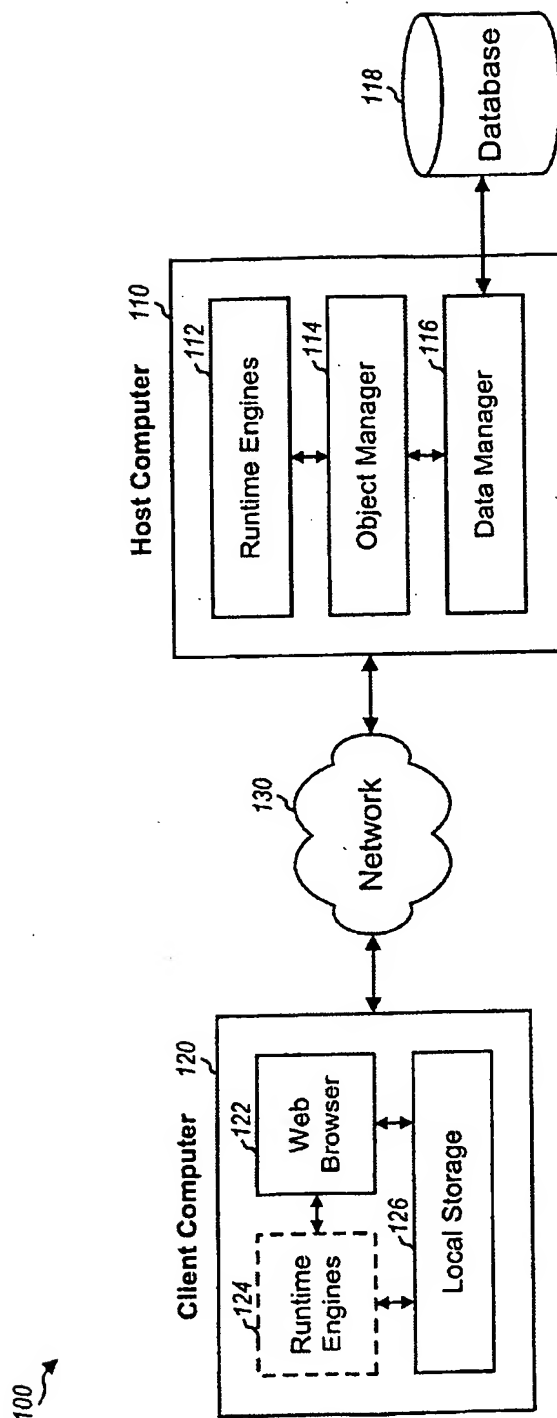 100
Client Computer
120
124
Runtime
Engines
122
Web
Browser
126
Local Storage
130
Network
Host Computer
110
112
Runtime Engines
114
Object Manager
116
Data Manager
118
Database